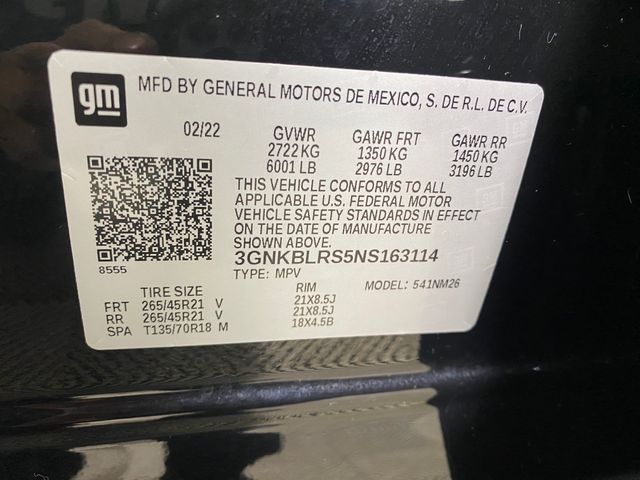 gm
MFD BY GENERAL MOTORS DE MEXICO, S. DE R.L. DE C.V.
02/22 GVWR GAWR FRT GAWR RR
2722 KG 1350 KG 1450 KG
6001 LB 2976 LB 3196 LB
THIS VEHICLE CONFORMS TO ALL
APPLICABLE U.S. FEDERAL MOTOR
VEHICLE SAFETY STANDARDS IN EFFECT
ON THE DATE OF MANUFACTURE
SHOWN ABOVE.
8555
3GNKBLRS5NS163114
TYPE: MPV MODEL: 541NM26
TIRE SIZE RIM
FRT 265/45R21 V 21X8.5J
RR 265/45R21 V 21X8.5J
SPA T135/70R18 M 18X4.5B